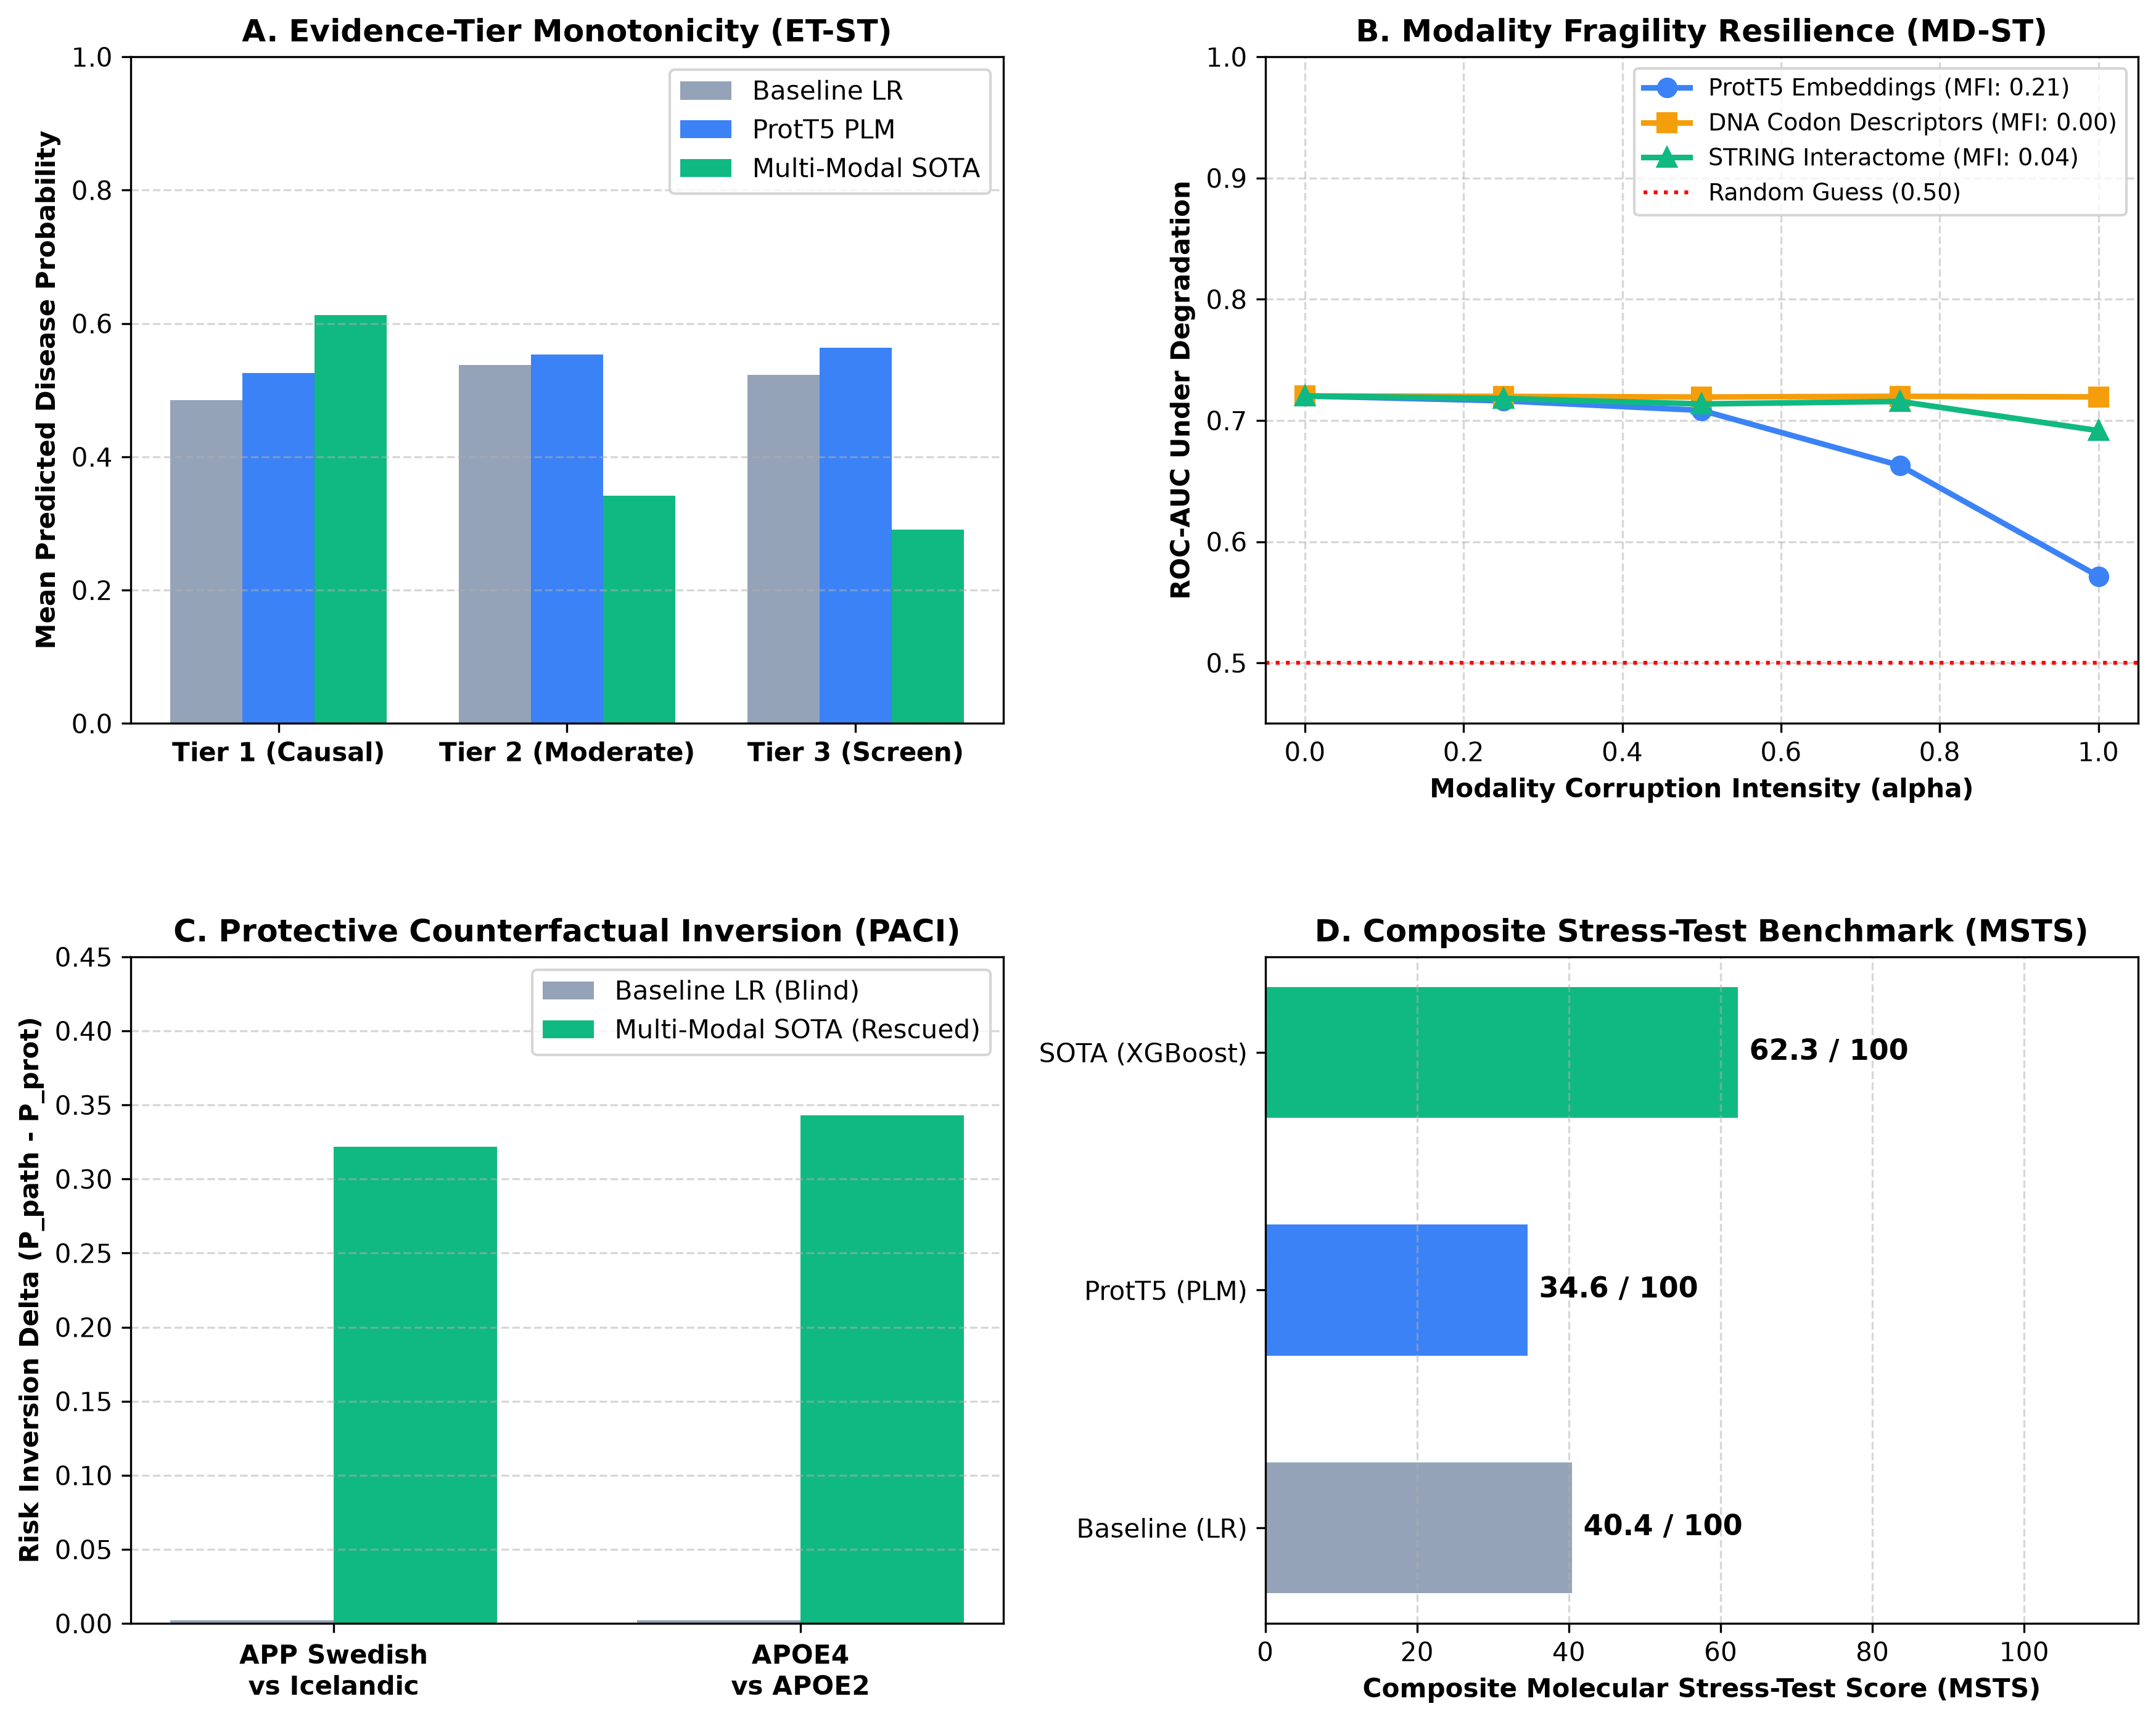 A. Evidence-Tier Monotonicity (ET-ST)
Mean Predicted Disease Probability
1.0
0.8
0.6
0.4
0.2
0.0
Baseline LR
ProtT5 PLM
Multi-Modal SOTA
Tier 1 (Causal)
Tier 2 (Moderate)
Tier 3 (Screen)
B. Modality Fragility Resilience (MD-ST)
ROC-AUC Under Degradation
1.0
0.9
0.8
0.7
0.6
0.5
ProtT5 Embeddings (MFI: 0.21)
DNA Codon Descriptors (MFI: 0.00)
STRING Interactome (MFI: 0.04)
Random Guess (0.50)
0.0
0.2
0.4
0.6
0.8
1.0
Modality Corruption Intensity (alpha)
C. Protective Counterfactual Inversion (PACI)
Risk Inversion Delta (P_path - P_prot)
0.45
0.40
0.35
0.30
0.25
0.20
0.15
0.10
0.05
0.00
Baseline LR (Blind)
Multi-Modal SOTA (Rescued)
APP Swedish
vs Icelandic
APOE4
vs APOE2
D. Composite Stress-Test Benchmark (MSTS)
SOTA (XGBoost)
62.3 / 100
ProtT5 (PLM)
34.6 / 100
Baseline (LR)
40.4 / 100
0
20
40
60
80
100
Composite Molecular Stress-Test Score (MSTS)